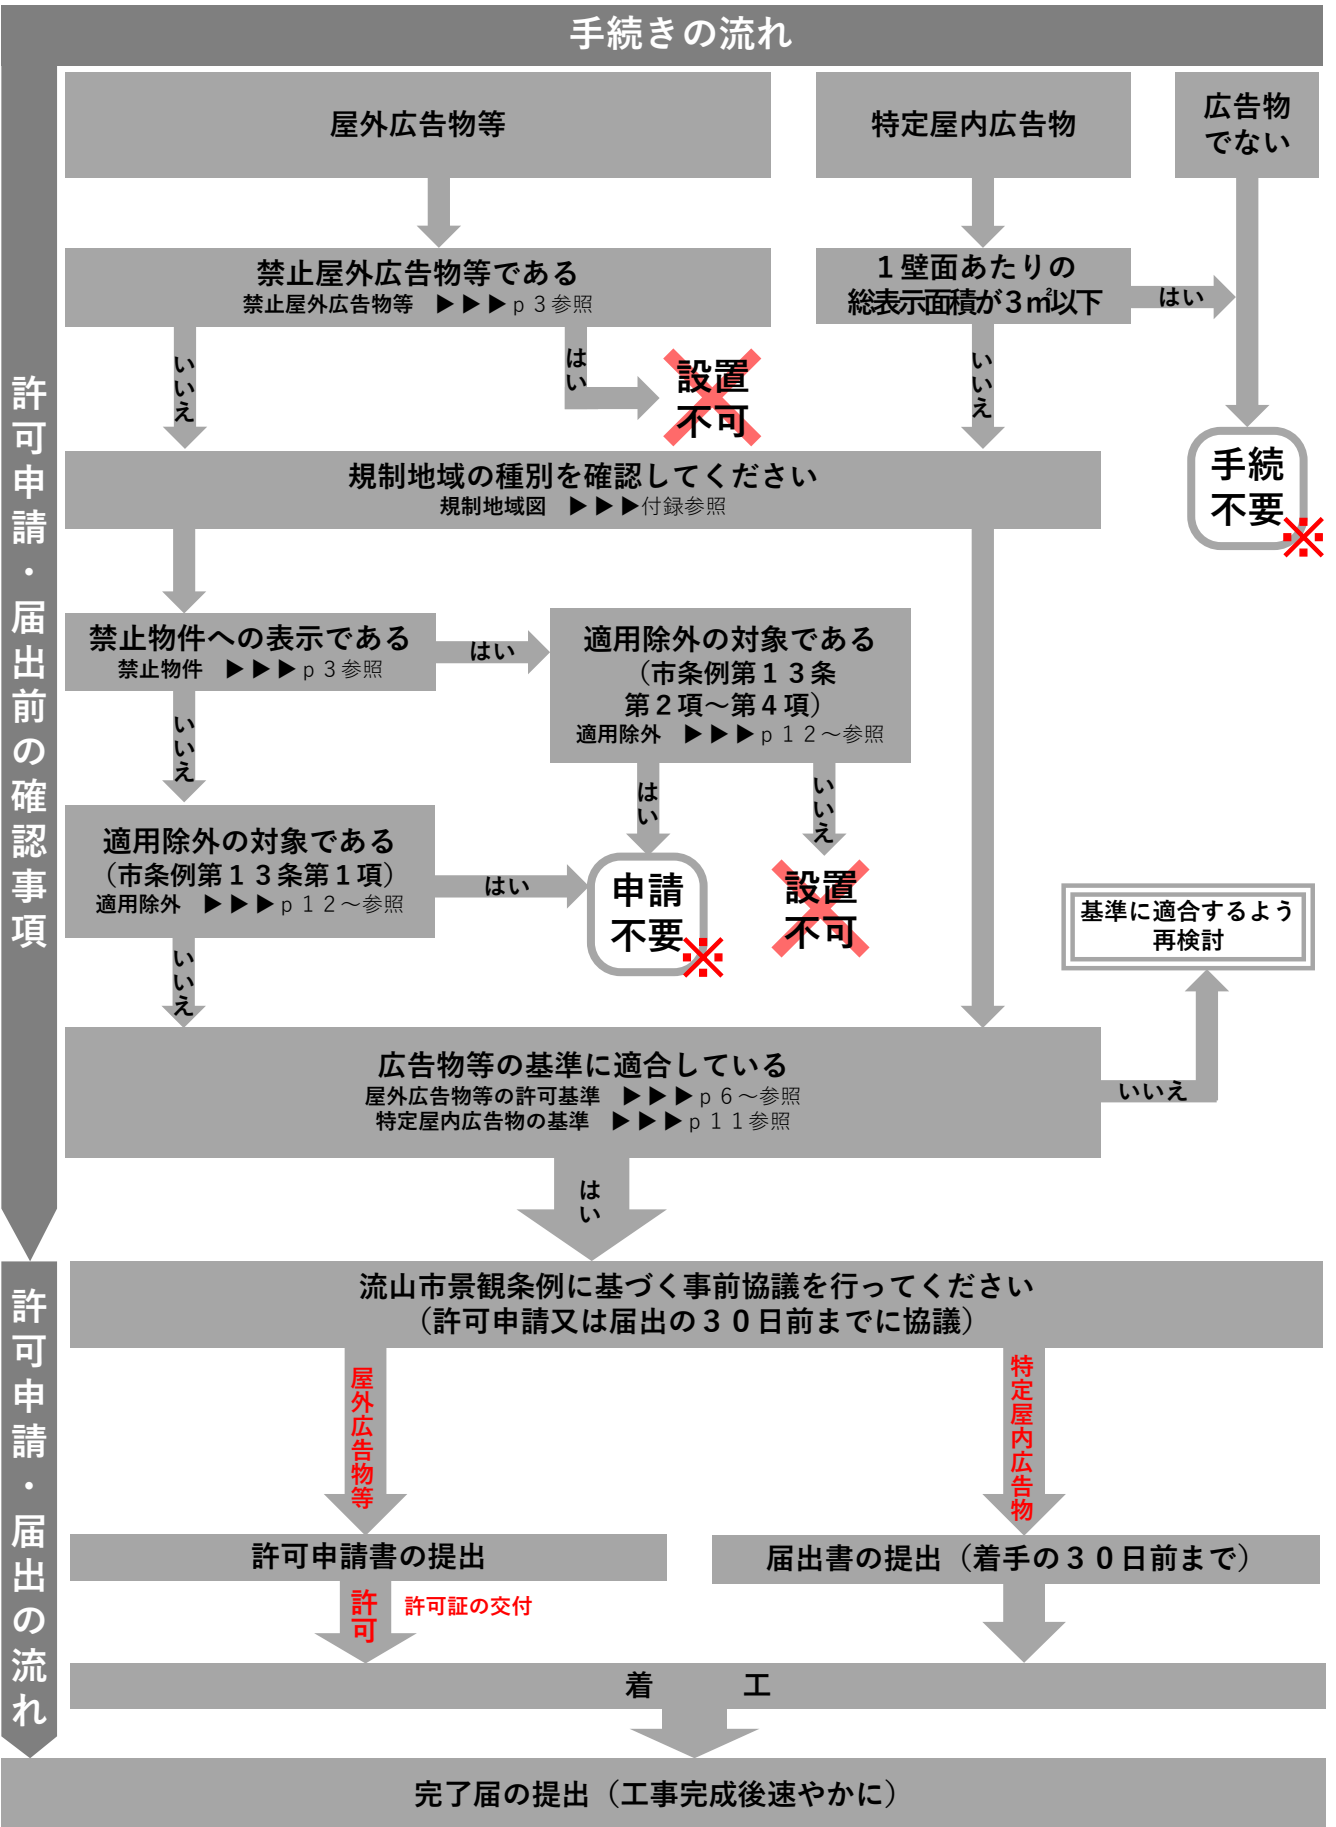 手続きの流れ
許可申請・届出前の確認事項
屋外広告物等
特定屋内広告物
広告物
でない
禁止屋外広告物等である
禁止屋外広告物等　▶▶▶ｐ３参照
１壁面あたりの
総表示面積が３㎡以下
はい
いいえ
はい
設置
不可
いいえ
手続
不要
※
規制地域の種別を確認してください
規制地域図　▶▶▶付録参照
禁止物件への表示である
禁止物件　▶▶▶ｐ３参照
はい
適用除外の対象である
（市条例第１３条
第２項～第４項）
適用除外　▶▶▶ｐ１２～参照
いいえ
はい
いいえ
適用除外の対象である
（市条例第１３条第１項）
適用除外　▶▶▶ｐ１２～参照
はい
申請
不要
※
設置
不可
基準に適合するよう
再検討
いいえ
広告物等の基準に適合している
屋外広告物等の許可基準　▶▶▶ｐ６～参照
特定屋内広告物の基準　▶▶▶ｐ１１参照
いいえ
はい
許可申請・届出の流れ
流山市景観条例に基づく事前協議を行ってください
（許可申請又は届出の３０日前までに協議）
屋外広告物等
特定屋内広告物
許可申請書の提出
届出書の提出（着手の３０日前まで）
許可
許可証の交付
着　　　工
完了届の提出（工事完成後速やかに）